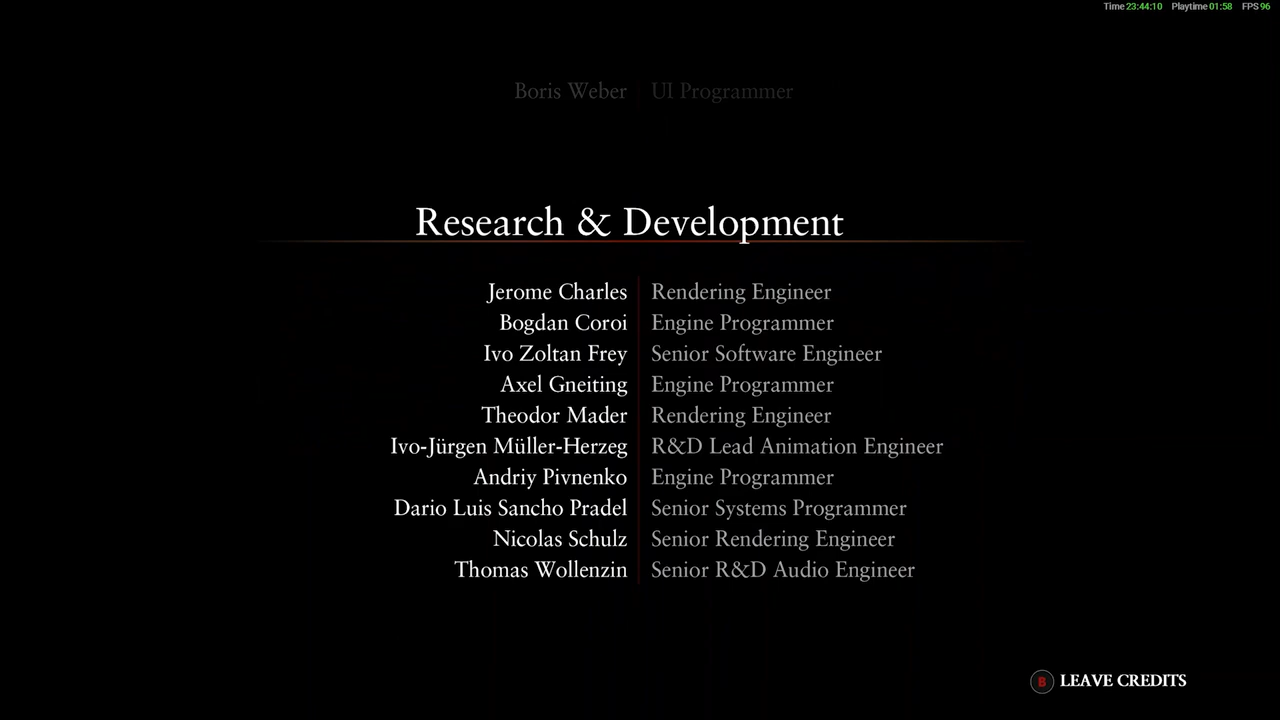 Time 23:44:10 Playtime 01:58 FPS 96
Boris Weber UI Programmer
Research & Development
Jerome Charles Rendering Engineer
Bogdan Coroi Engine Programmer
Ivo Zoltan Frey Senior Software Engineer
Axel Gneiting Engine Programmer
Theodor Mader Rendering Engineer
Ivo-Jürgen Müller-Herzeg R&D Lead Animation Engineer
Andriy Pivnenko Engine Programmer
Dario Luis Sancho Pradel Senior Systems Programmer
Nicolas Schulz Senior Rendering Engineer
Thomas Wollenzin Senior R&D Audio Engineer
B LEAVE CREDITS